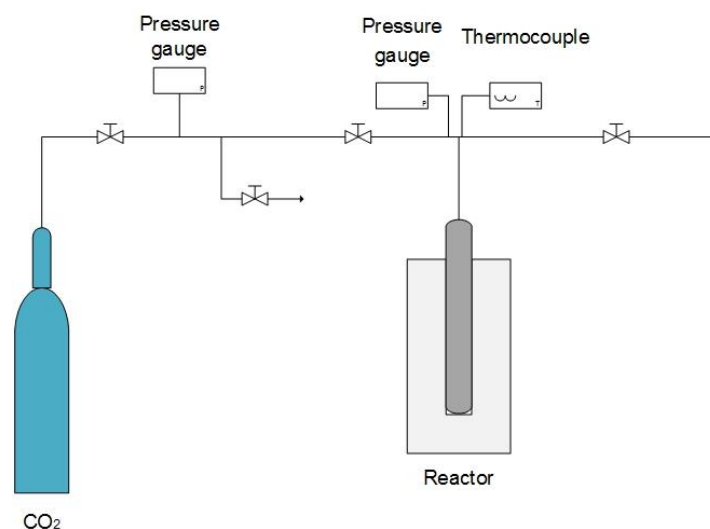 Pressure
gauge
Pressure
gauge
Thermocouple
P
P
T
Reactor
CO₂